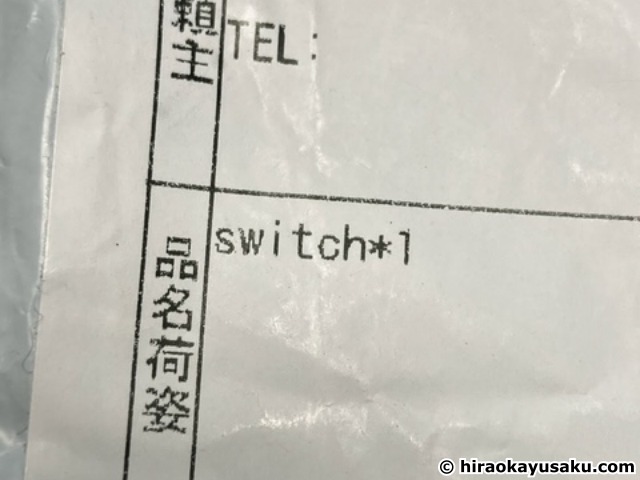 頼主
TEL:
品名荷姿
switch*1
© hiraokayusaku.com